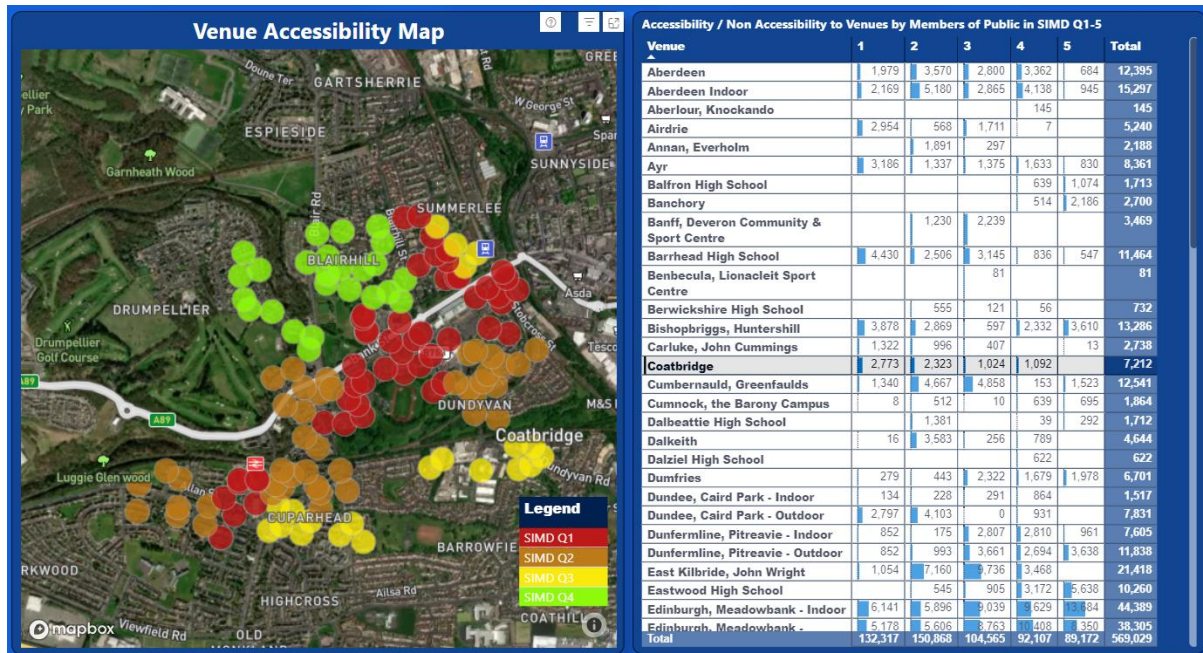 Venue Accessibility Map
GARTSHERRIE
Doune Ter
W.George St
ESPIESIDE
SUNNYSIDE
Garnheath Wood
Blair Rd
SUMMERLEE
BLAIRHILL
Asda
DRUMPELLIER
Drumpellier
Golf Course
Tesco
A89
DUNDYVAN
M&S
A89
Coatbridge
Luggie Glen wood
Dundyvan Rd
CUPARHEAD
BARROWFIE
HIGHCROSS
Ailsa Rd
COATHILL
Viewfield Rd
OLD
mapbox
Legend
SIMD Q1
SIMD Q2
SIMD Q3
SIMD Q4
Accessibility / Non Accessibility to Venues by Members of Public in SIMD Q1-5
Venue 1 2 3 4 5 Total
Aberdeen 1,979 3,570 2,800 3,362 684 12,395
Aberdeen Indoor 2,169 5,180 2,865 4,138 945 15,297
Aberlour, Knockando 145 145
Airdrie 2,954 568 1,711 7 5,240
Annan, Everholm 1,891 297 2,188
Ayr 3,186 1,337 1,375 1,633 830 8,361
Balfron High School 639 1,074 1,713
Banchory 514 2,186 2,700
Banff, Deveron Community & 1,230 2,239 3,469
Sport Centre
Barrhead High School 4,430 2,506 3,145 836 547 11,464
Benbecula, Lionacleit Sport 81 81
Centre
Berwickshire High School 555 121 56 732
Bishopbriggs, Huntershill 3,878 2,869 597 2,332 3,610 13,286
Carluke, John Cummings 1,322 996 407 13 2,738
Coatbridge 2,773 2,323 1,024 1,092 7,212
Cumbernauld, Greenfaulds 1,340 4,667 4,858 153 1,523 12,541
Cumnock, the Barony Campus 8 512 10 639 695 1,864
Dalbeattie High School 1,381 39 292 1,712
Dalkeith 16 3,583 256 789 4,644
Dalziel High School 622 622
Dumfries 279 443 2,322 1,679 1,978 6,701
Dundee, Caird Park - Indoor 134 228 291 864 1,517
Dundee, Caird Park - Outdoor 2,797 4,103 0 931 7,831
Dunfermline, Pitreavie - Indoor 852 175 2,807 2,810 961 7,605
Dunfermline, Pitreavie - Outdoor 852 993 3,661 2,694 3,638 11,838
East Kilbride, John Wright 1,054 7,160 9,736 3,468 21,418
Eastwood High School 545 905 3,172 5,638 10,260
Edinburgh, Meadowbank - Indoor 6,141 5,896 9,039 9,629 13,684 44,389
Edinburgh, Meadowbank - 5,178 5,606 8,763 10,408 8,350 38,305
Total 132,317 150,868 104,565 92,107 89,172 569,029